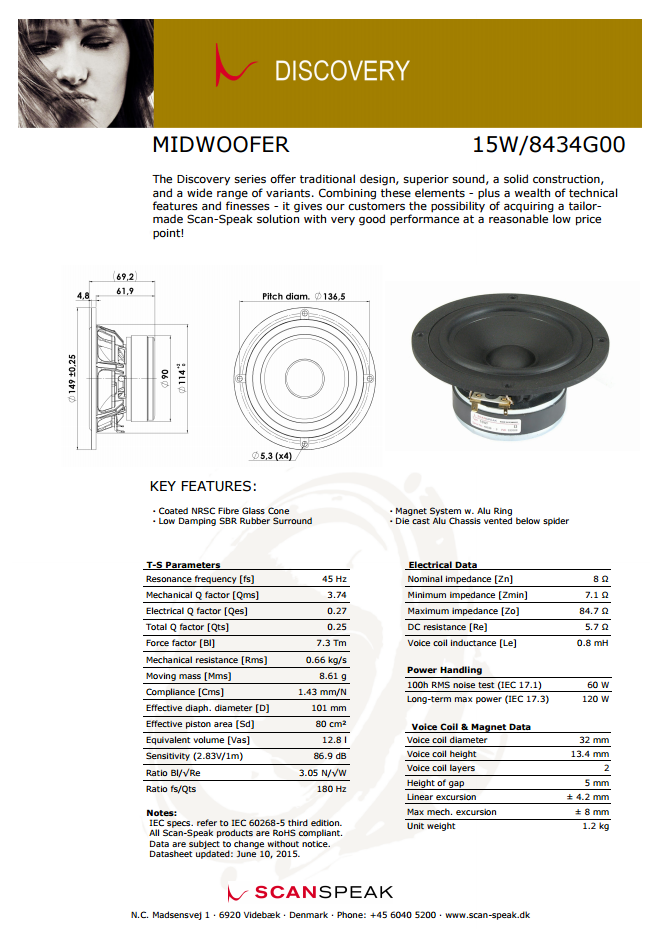 DISCOVERY
MIDWOOFER 15W/8434G00
The Discovery series offer traditional design, superior sound, a solid construction,
and a wide range of variants. Combining these elements - plus a wealth of technical
features and finesses - it gives our customers the possibility of acquiring a tailor-
made Scan-Speak solution with very good performance at a reasonable low price
point!
(69,2)
4,8 61,9
Ø149 ±0,25
Ø90
Ø114 +2 0
Pitch diam. Ø136,5
Ø5,3 (x4)
KEY FEATURES:
· Coated NRSC Fibre Glass Cone
· Low Damping SBR Rubber Surround
· Magnet System w. Alu Ring
· Die cast Alu Chassis vented below spider
T-S Parameters
Resonance frequency [fs] 45 Hz
Mechanical Q factor [Qms] 3.74
Electrical Q factor [Qes] 0.27
Total Q factor [Qts] 0.25
Force factor [Bl] 7.3 Tm
Mechanical resistance [Rms] 0.66 kg/s
Moving mass [Mms] 8.61 g
Compliance [Cms] 1.43 mm/N
Effective diaph. diameter [D] 101 mm
Effective piston area [Sd] 80 cm²
Equivalent volume [Vas] 12.8 l
Sensitivity (2.83V/1m) 86.9 dB
Ratio Bl/√Re 3.05 N/√W
Ratio fs/Qts 180 Hz
Notes:
IEC specs. refer to IEC 60268-5 third edition.
All Scan-Speak products are RoHS compliant.
Data are subject to change without notice.
Datasheet updated: June 10, 2015.
Electrical Data
Nominal impedance [Zn] 8 Ω
Minimum impedance [Zmin] 7.1 Ω
Maximum impedance [Zo] 84.7 Ω
DC resistance [Re] 5.7 Ω
Voice coil inductance [Le] 0.8 mH
Power Handling
100h RMS noise test (IEC 17.1) 60 W
Long-term max power (IEC 17.3) 120 W
Voice Coil & Magnet Data
Voice coil diameter 32 mm
Voice coil height 13.4 mm
Voice coil layers 2
Height of gap 5 mm
Linear excursion ± 4.2 mm
Max mech. excursion ± 8 mm
Unit weight 1.2 kg
SCANSPEAK
N.C. Madsensvej 1 · 6920 Videbæk · Denmark · Phone: +45 6040 5200 · www.scan-speak.dk